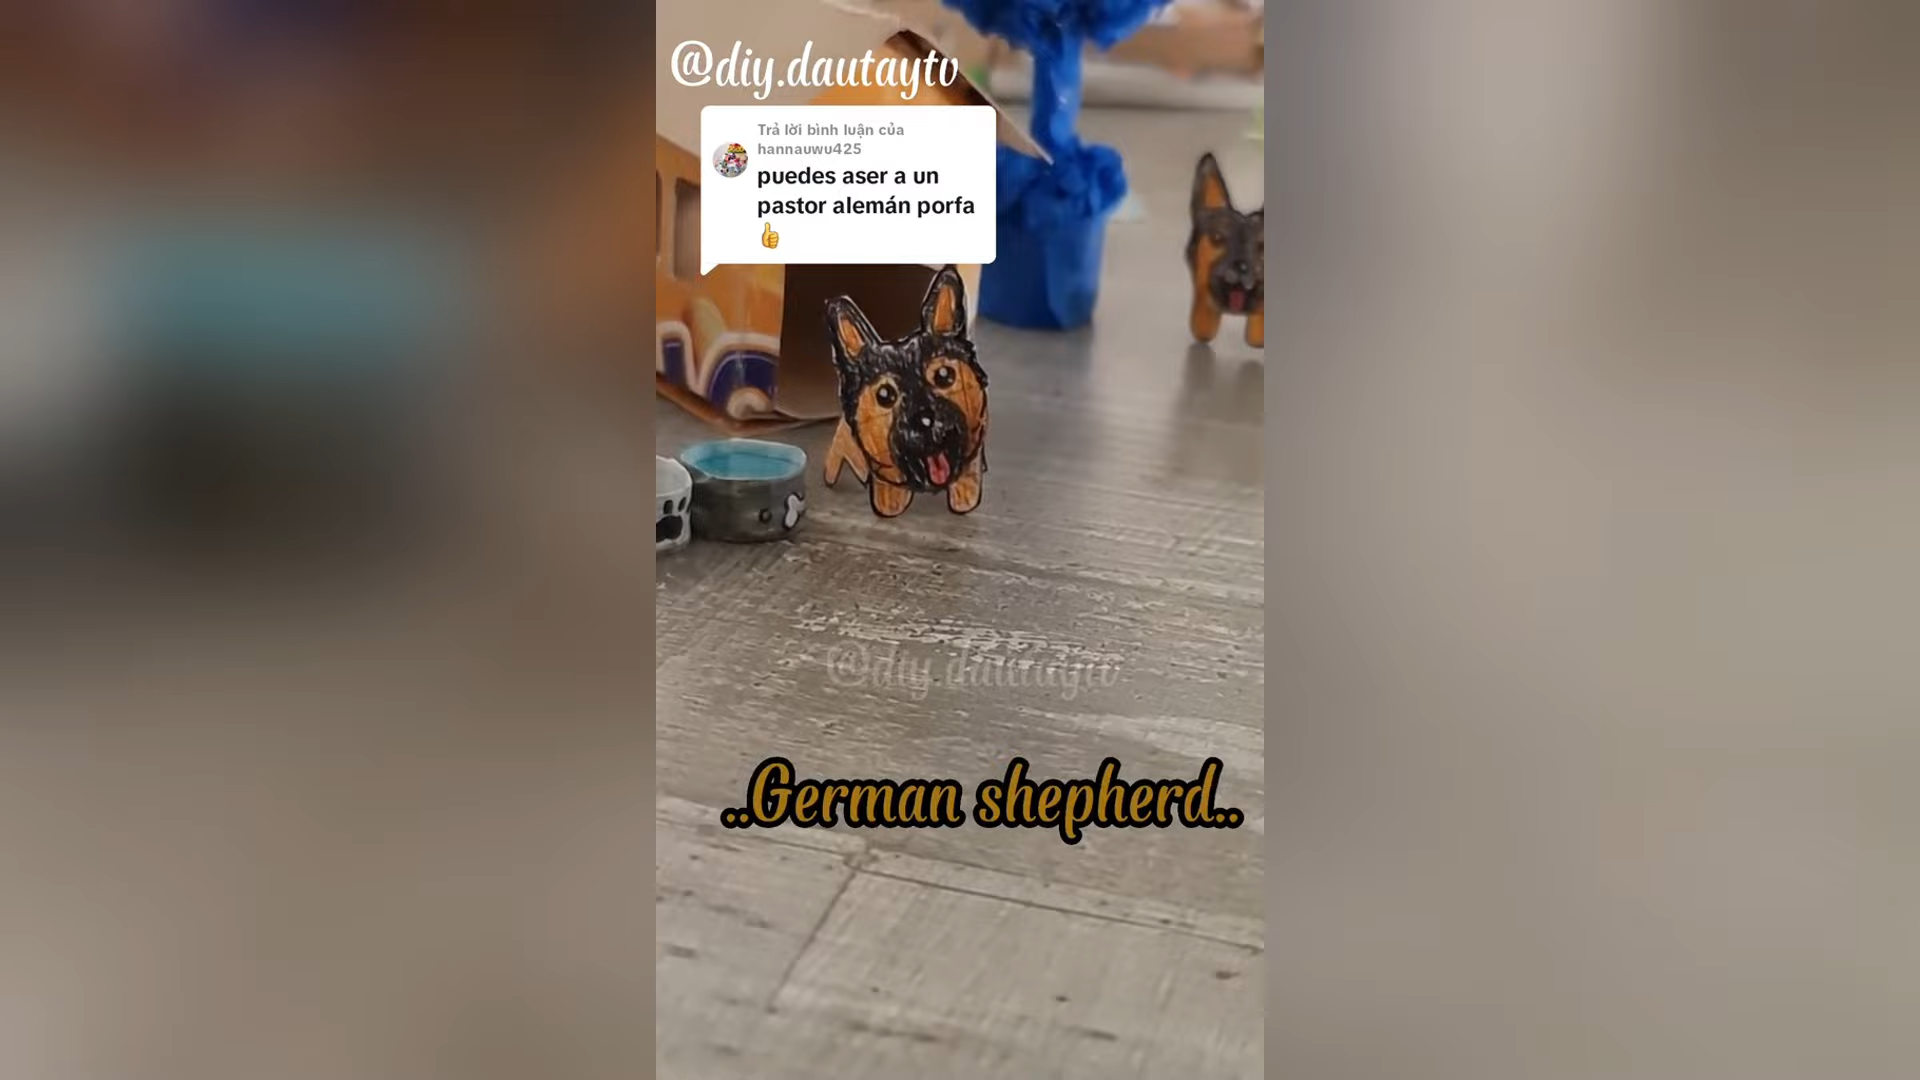 @diy.dautaytv
Trả lời bình luận của
hannauwu425
puedes aser a un
pastor alemán porfa
👍
@diy.dautaytv
..German shepherd..